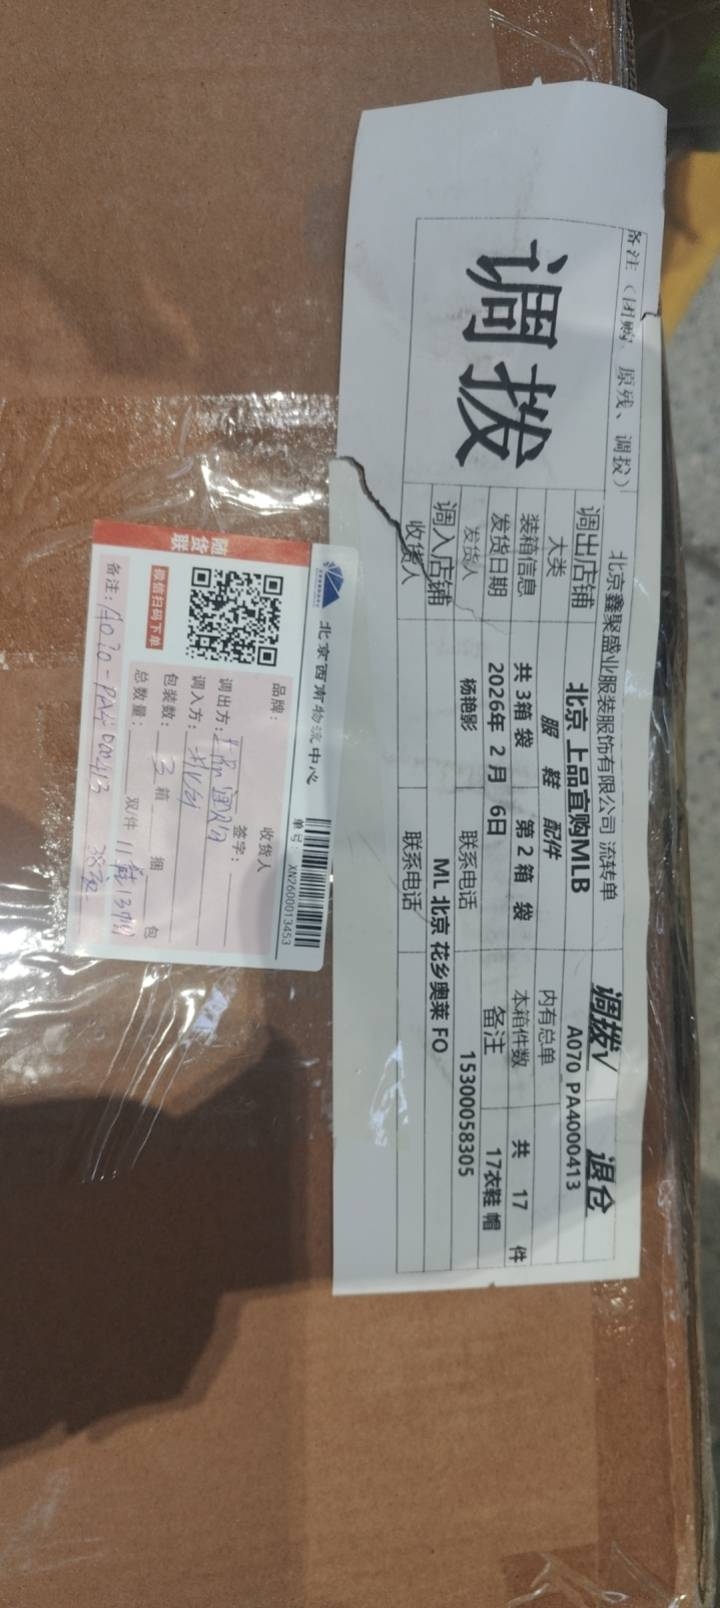 北京鑫聚盛业服装服饰有限公司 流转单 调拨√ 退仓
备注（团购、原残、调拨）
调拨
调出店铺 北京 上品宜购MLB A070 PA4000413
大类 服 鞋 配件 内有总单
装箱信息 共 3箱 袋 第 2 箱 袋 本箱件数 共 17 件
发货日期 2026年 2 月 6日 备注 17衣鞋 帽
发货人 杨艳影 联系电话 15300058305
调入店铺 ML 北京 花乡奥莱 FO
收货人 联系电话
北京西南物流中心
单号 XN2600013453
随货联
微信扫码下单
品牌： 收货人
调出方： 签字：
调入方：
包装数： 3 箱 捆 包
总数量： 双件
备注： PA4000413